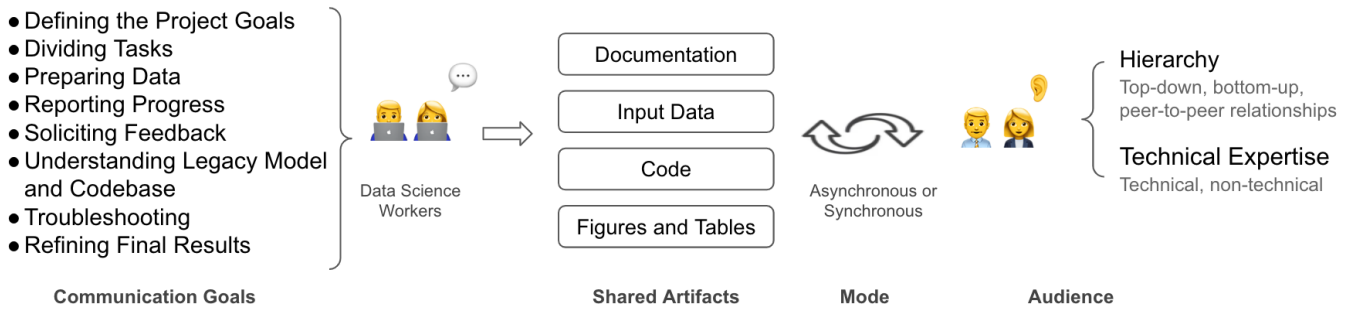 ● Defining the Project Goals
● Dividing Tasks
● Preparing Data
● Reporting Progress
● Soliciting Feedback
● Understanding Legacy Model
and Codebase
● Troubleshooting
● Refining Final Results
Communication Goals
Data Science
Workers
Documentation
Input Data
Code
Figures and Tables
Shared Artifacts
Asynchronous or
Synchronous
Mode
Audience
Hierarchy
Top-down, bottom-up,
peer-to-peer relationships
Technical Expertise
Technical, non-technical